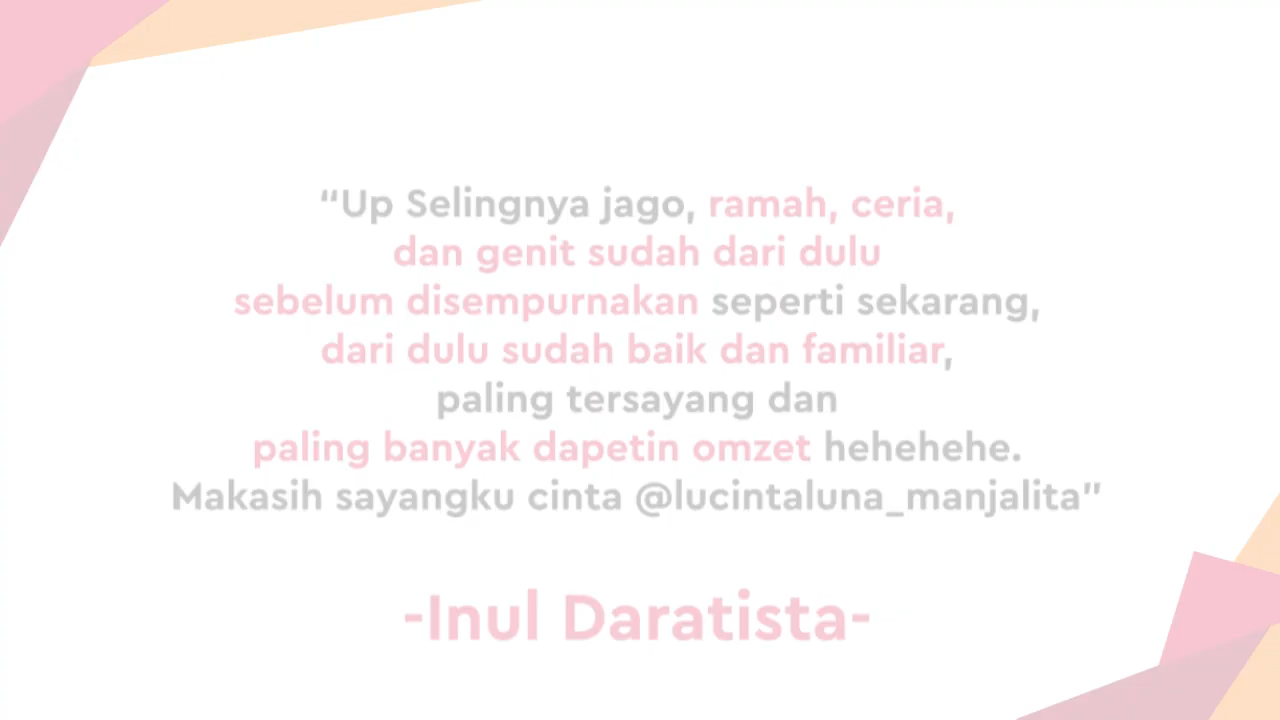 “Up Selingnya jago, ramah, ceria,
dan genit sudah dari dulu
sebelum disempurnakan seperti sekarang,
dari dulu sudah baik dan familiar,
paling tersayang dan
paling banyak dapetin omzet hehehehe.
Makasih sayangku cinta @lucintaluna_manjalita”
-Inul Daratista-